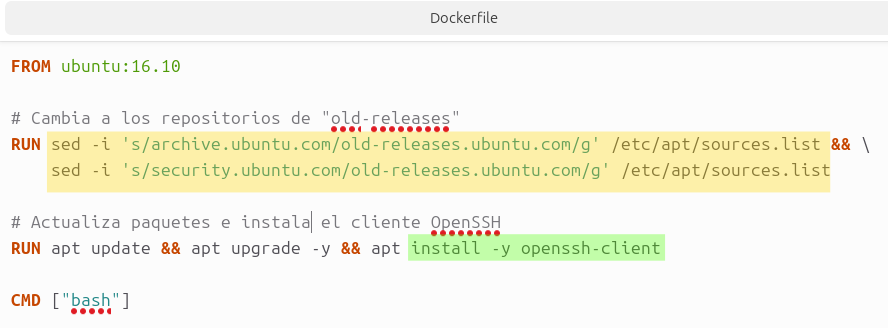 Dockerfile
FROM ubuntu:16.10
# Cambia a los repositorios de "old-releases"
RUN sed -i 's/archive.ubuntu.com/old-releases.ubuntu.com/g' /etc/apt/sources.list && \
sed -i 's/security.ubuntu.com/old-releases.ubuntu.com/g' /etc/apt/sources.list
# Actualiza paquetes e instala el cliente OpenSSH
RUN apt update && apt upgrade -y && apt install -y openssh-client
CMD ["bash"]